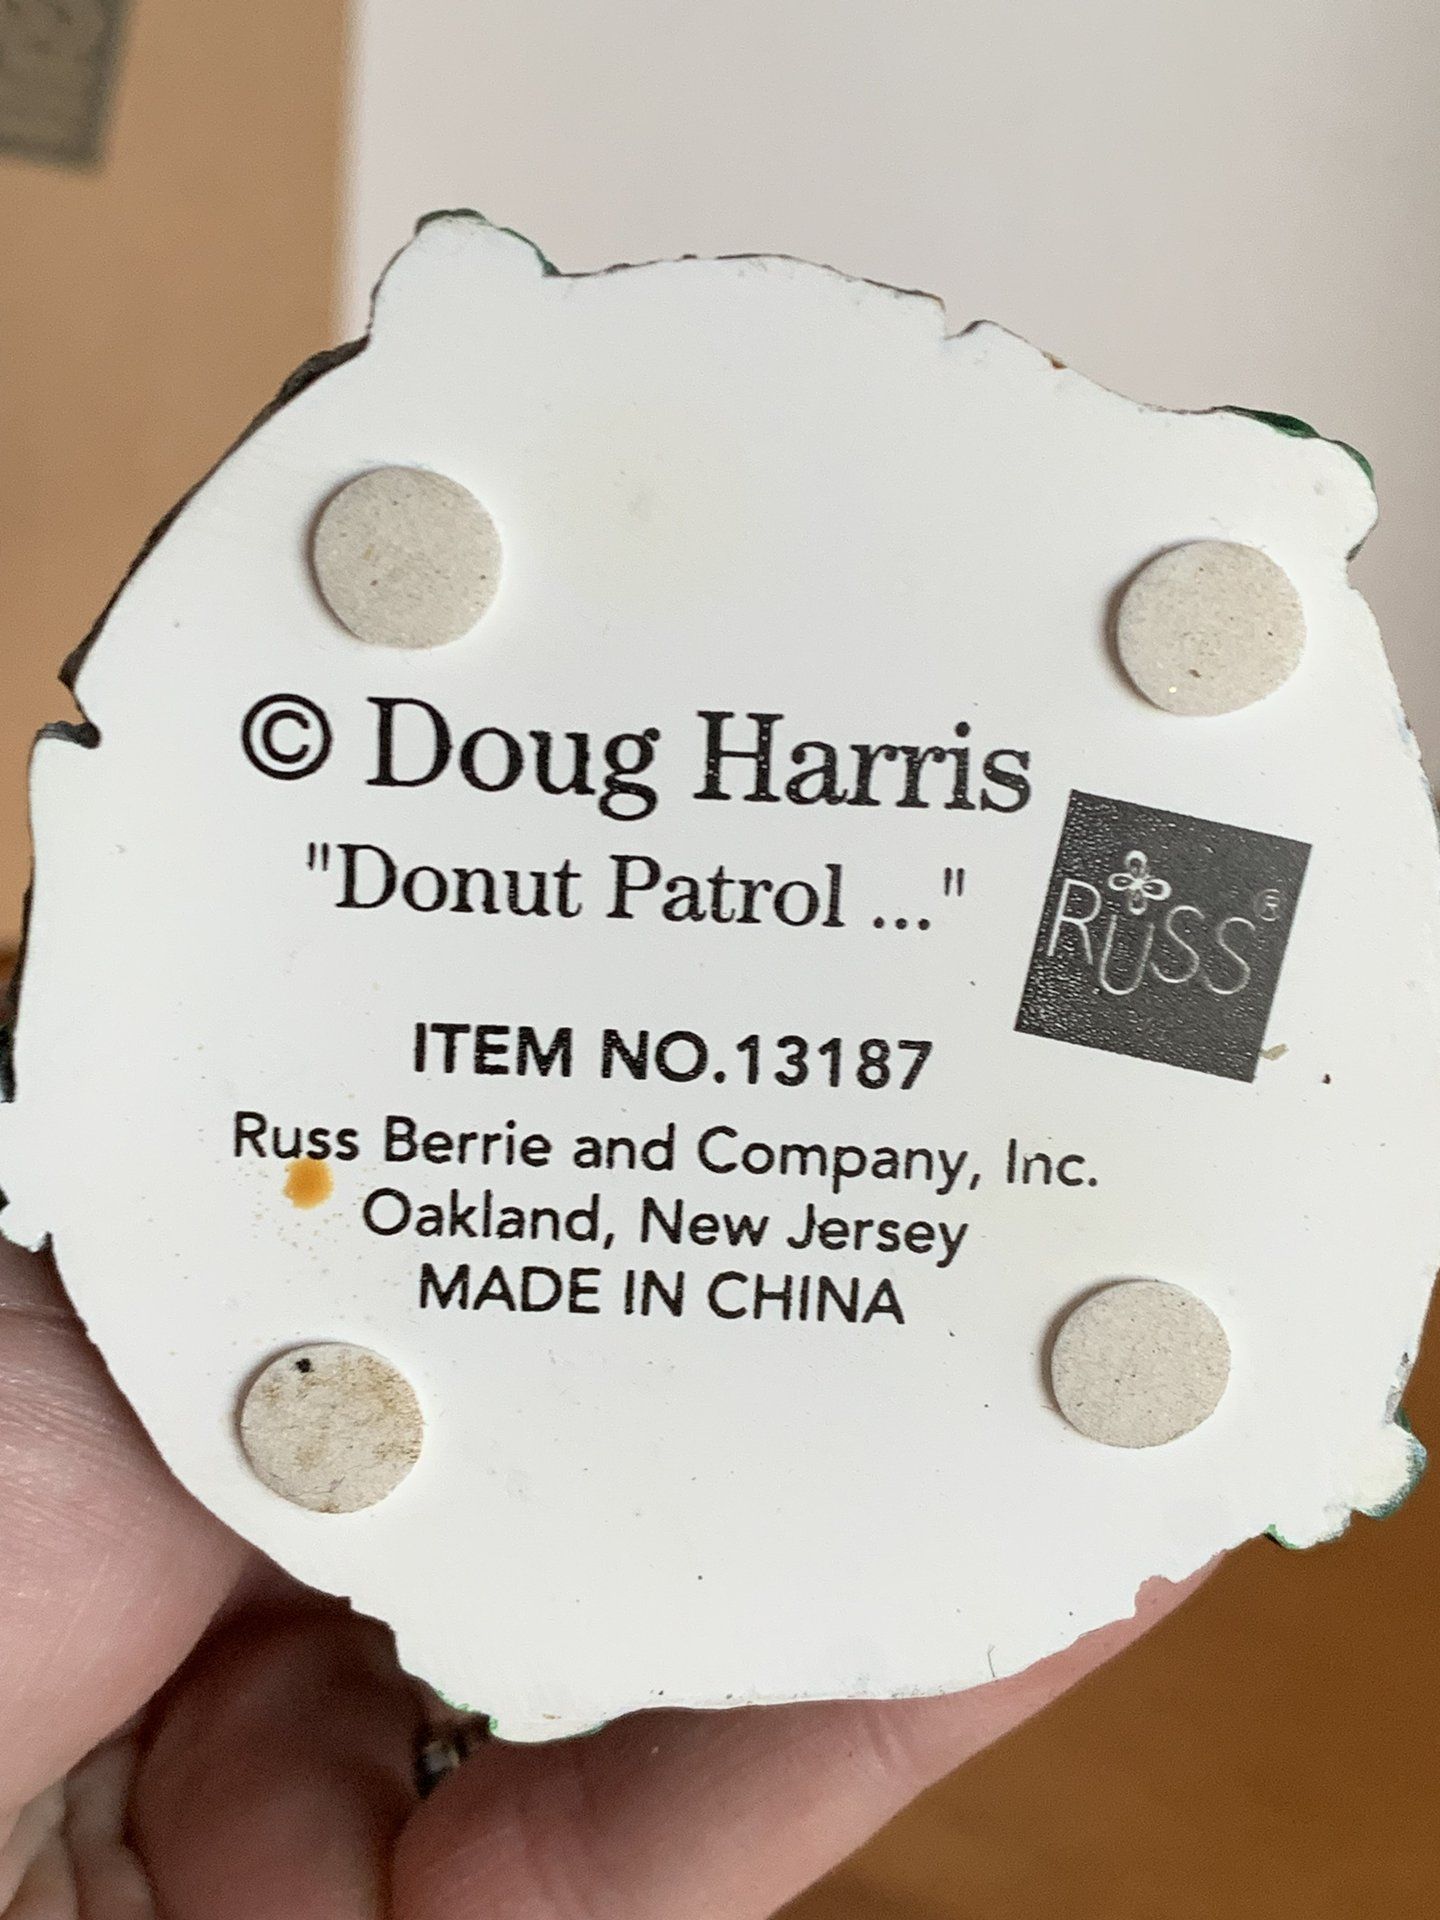 © Doug Harris
"Donut Patrol ..."
RUSS®
ITEM NO.13187
Russ Berrie and Company, Inc.
Oakland, New Jersey
MADE IN CHINA